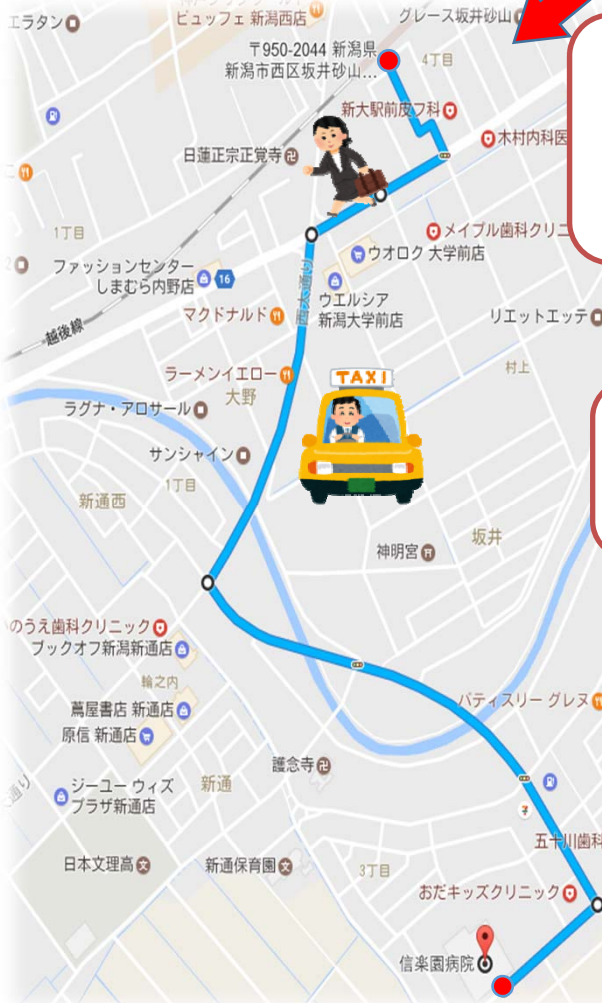 エラタン
ビュッフェ 新潟西店
グレース坂井砂山
〒950-2044 新潟県
新潟市西区坂井砂山...
4丁目
新大駅前皮フ科
木村内科医
日蓮正宗正覚寺
1丁目
メイプル歯科クリニ
ファッションセンター
しまむら内野店
16
ウオロク 大学前店
西大通り
ウエルシア
新潟大学前店
マクドナルド
リエットエッテ
越後線
村上
ラーメンイエロー
TAXI
大野
ラグナ・アロサール
サンシャイン
1丁目
新通西
坂井
神明宮
のうえ歯科クリニック
ブックオフ新潟新通店
輪之内
蔦屋書店 新通店
パティスリー グレヌ
原信 新通店
護念寺
通り
ジーユー ウィズ
プラザ新通店
新通
五十川歯科
日本文理高
新通保育園
3丁目
おだキッズクリニック
信楽園病院